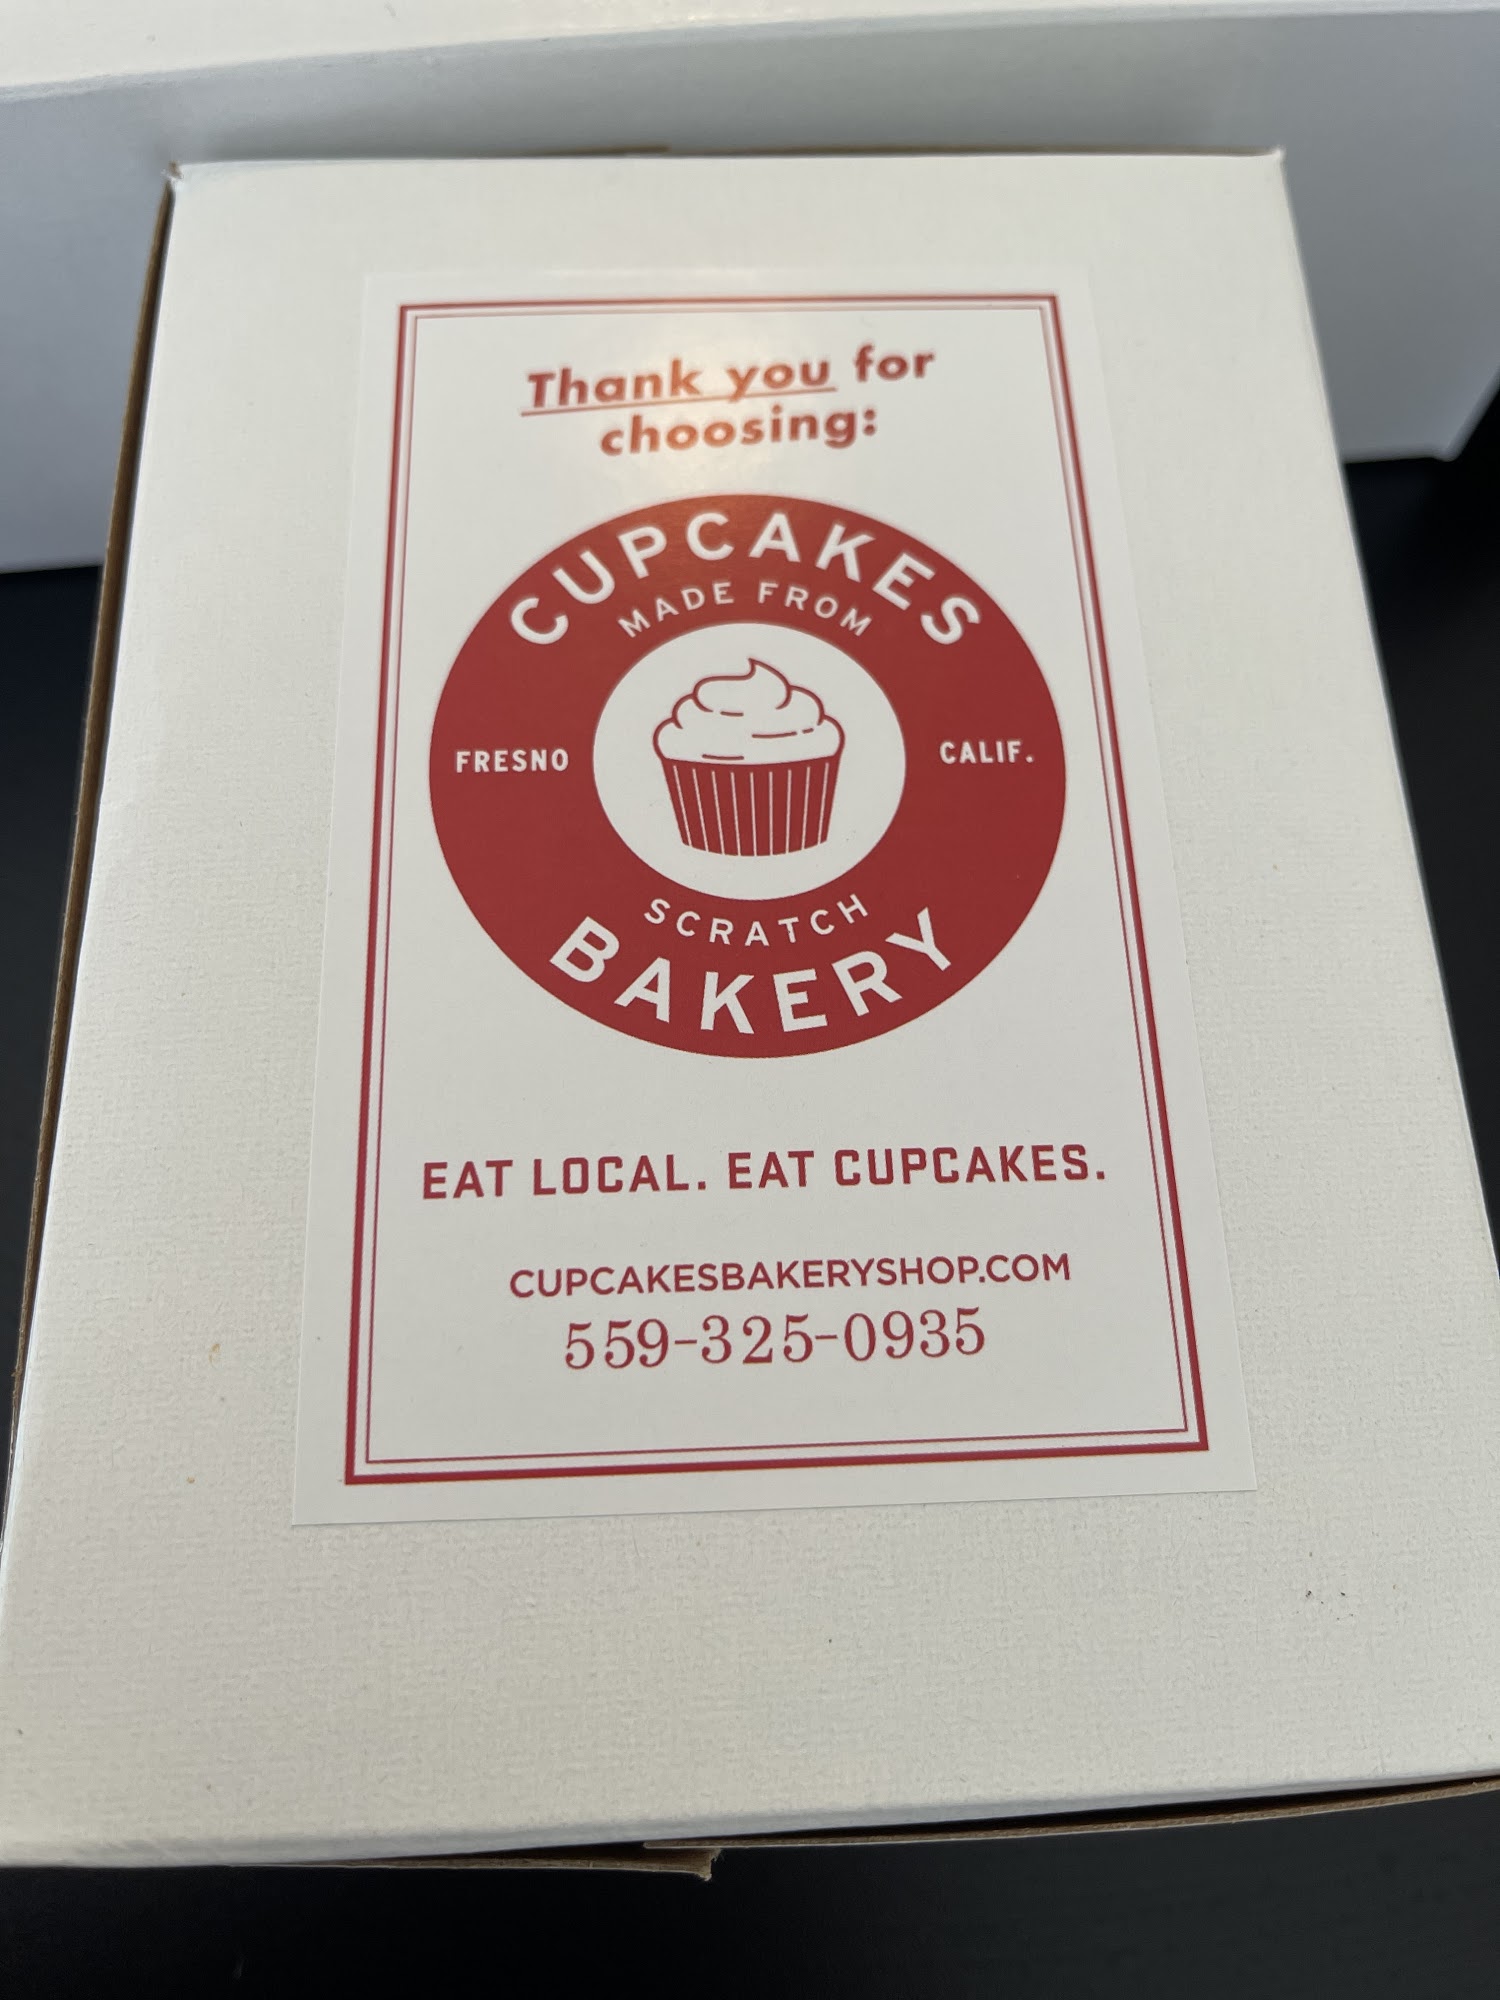 Thank you for
choosing:
CUPCAKES
MADE FROM
FRESNO
CALIF.
SCRATCH
BAKERY
EAT LOCAL. EAT CUPCAKES.
CUPCAKESBAKERYSHOP.COM
559-325-0935